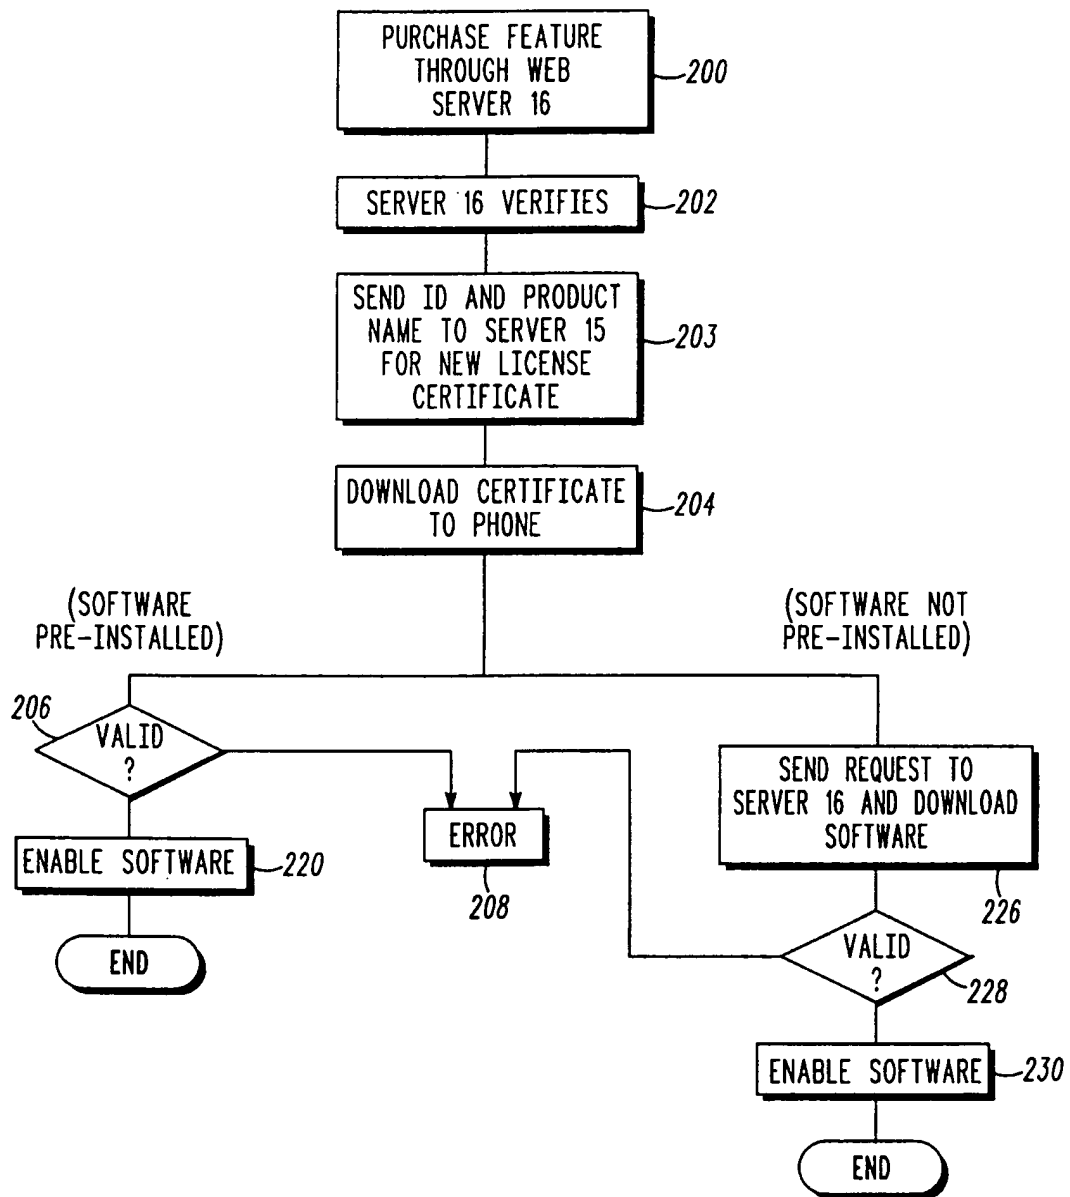 PURCHASE FEATURE
THROUGH WEB
SERVER 16
200
SERVER 16 VERIFIES
202
SEND ID AND PRODUCT
NAME TO SERVER 15
FOR NEW LICENSE
CERTIFICATE
203
DOWNLOAD CERTIFICATE
TO PHONE
204
(SOFTWARE
PRE-INSTALLED)
(SOFTWARE NOT
PRE-INSTALLED)
206
VALID
?
ENABLE SOFTWARE
220
END
ERROR
208
SEND REQUEST TO
SERVER 16 AND DOWNLOAD
SOFTWARE
226
VALID
?
228
ENABLE SOFTWARE
230
END